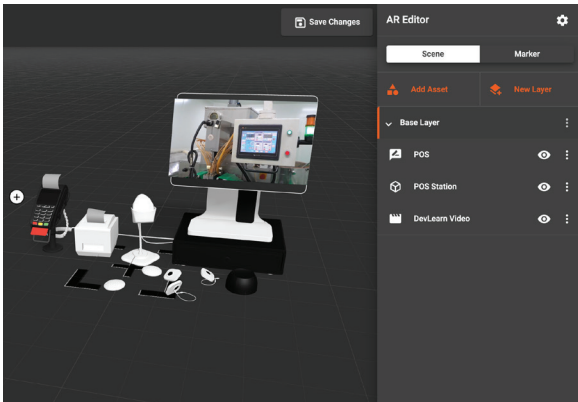 Save Changes
AR Editor
Scene
Marker
Add Asset
New Layer
Base Layer
POS
POS Station
DevLearn Video